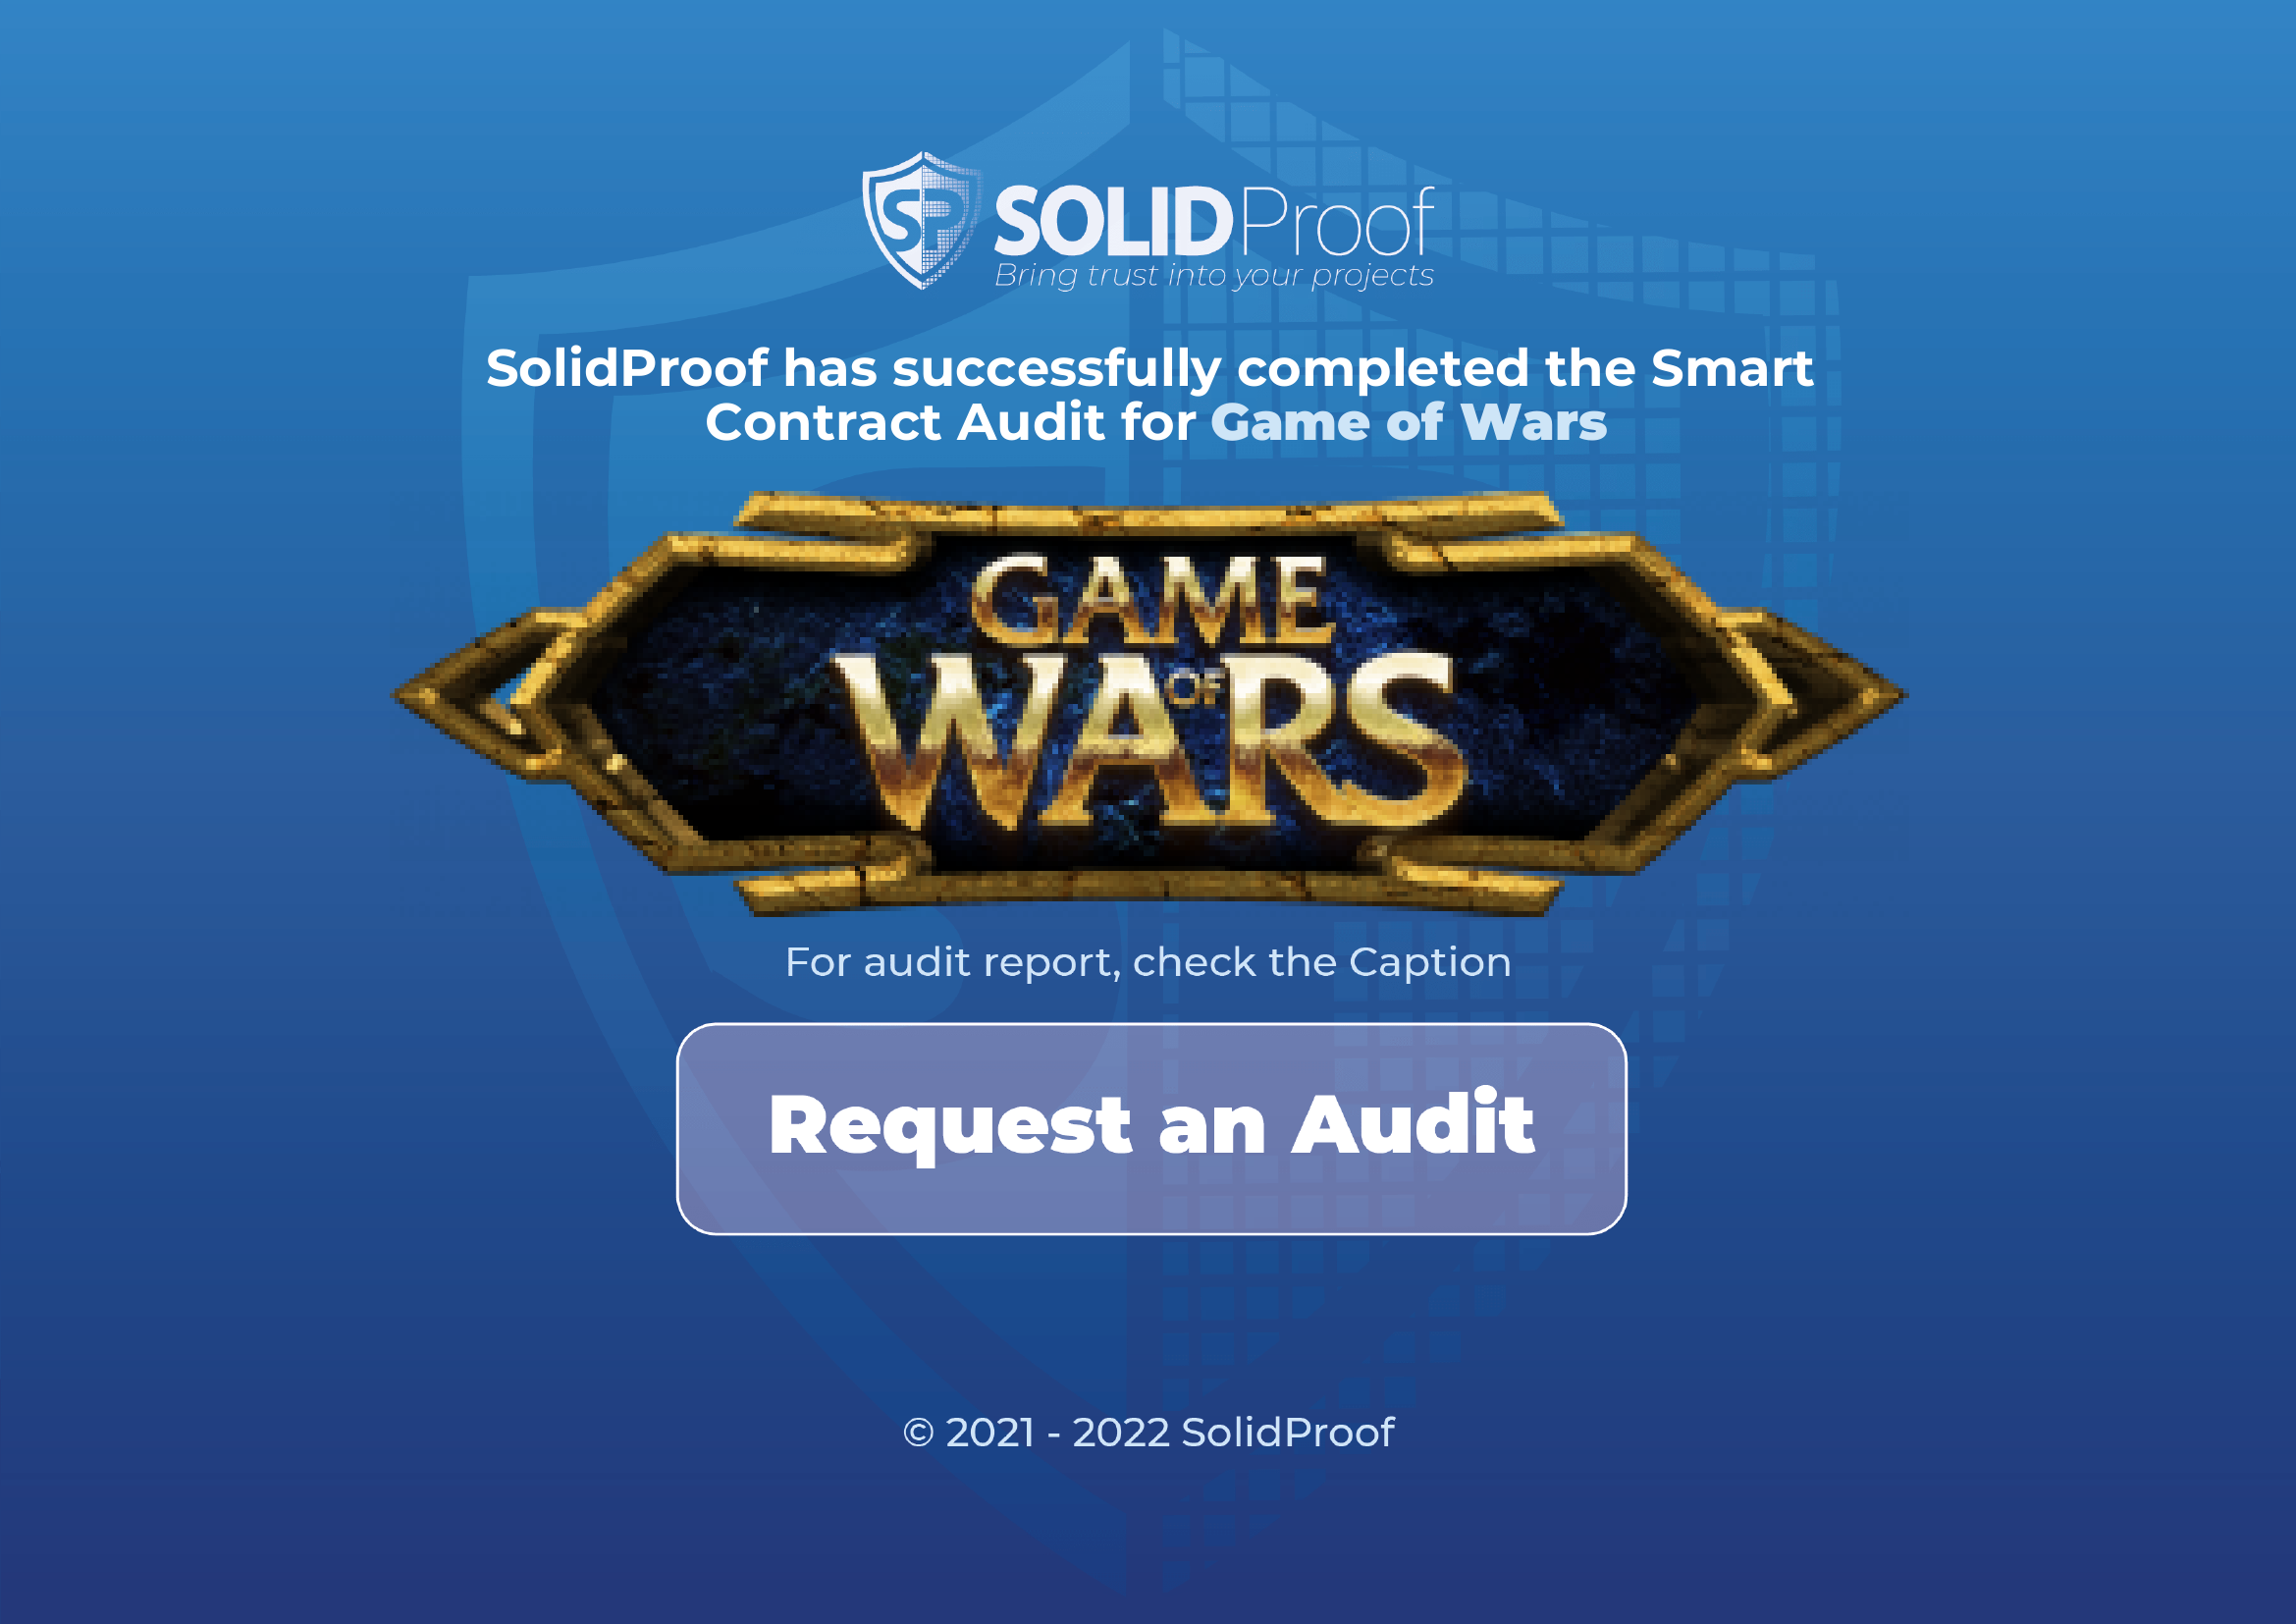 SP SOLIDProof
Bring trust into your projects
SolidProof has successfully completed the Smart
Contract Audit for Game of Wars
GAME
OF
WARS
For audit report, check the Caption
Request an Audit
© 2021 - 2022 SolidProof